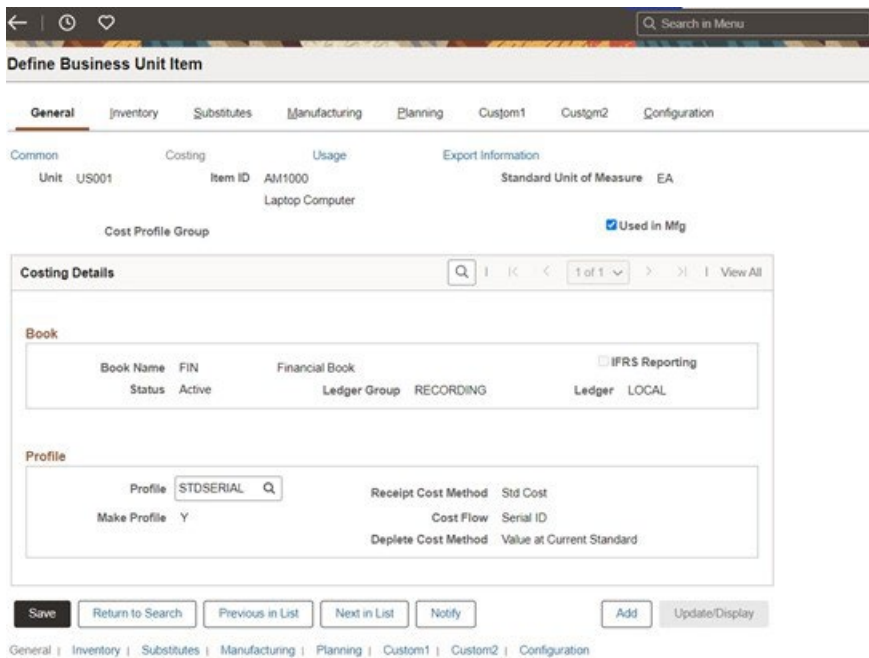 Search in Menu
Define Business Unit Item
General Inventory Substitutes Manufacturing Planning Custom1 Custom2 Configuration
Common Costing Usage Export Information
Unit US001 Item ID AM1000 Standard Unit of Measure EA
Laptop Computer
Cost Profile Group Used in Mfg
Costing Details 1 of 1 View All
Book
Book Name FIN Financial Book IFRS Reporting
Status Active Ledger Group RECORDING Ledger LOCAL
Profile
Profile STDSERIAL Receipt Cost Method Std Cost
Make Profile Y Cost Flow Serial ID
Deplete Cost Method Value at Current Standard
Save Return to Search Previous in List Next in List Notify Add Update/Display
General | Inventory | Substitutes | Manufacturing | Planning | Custom1 | Custom2 | Configuration